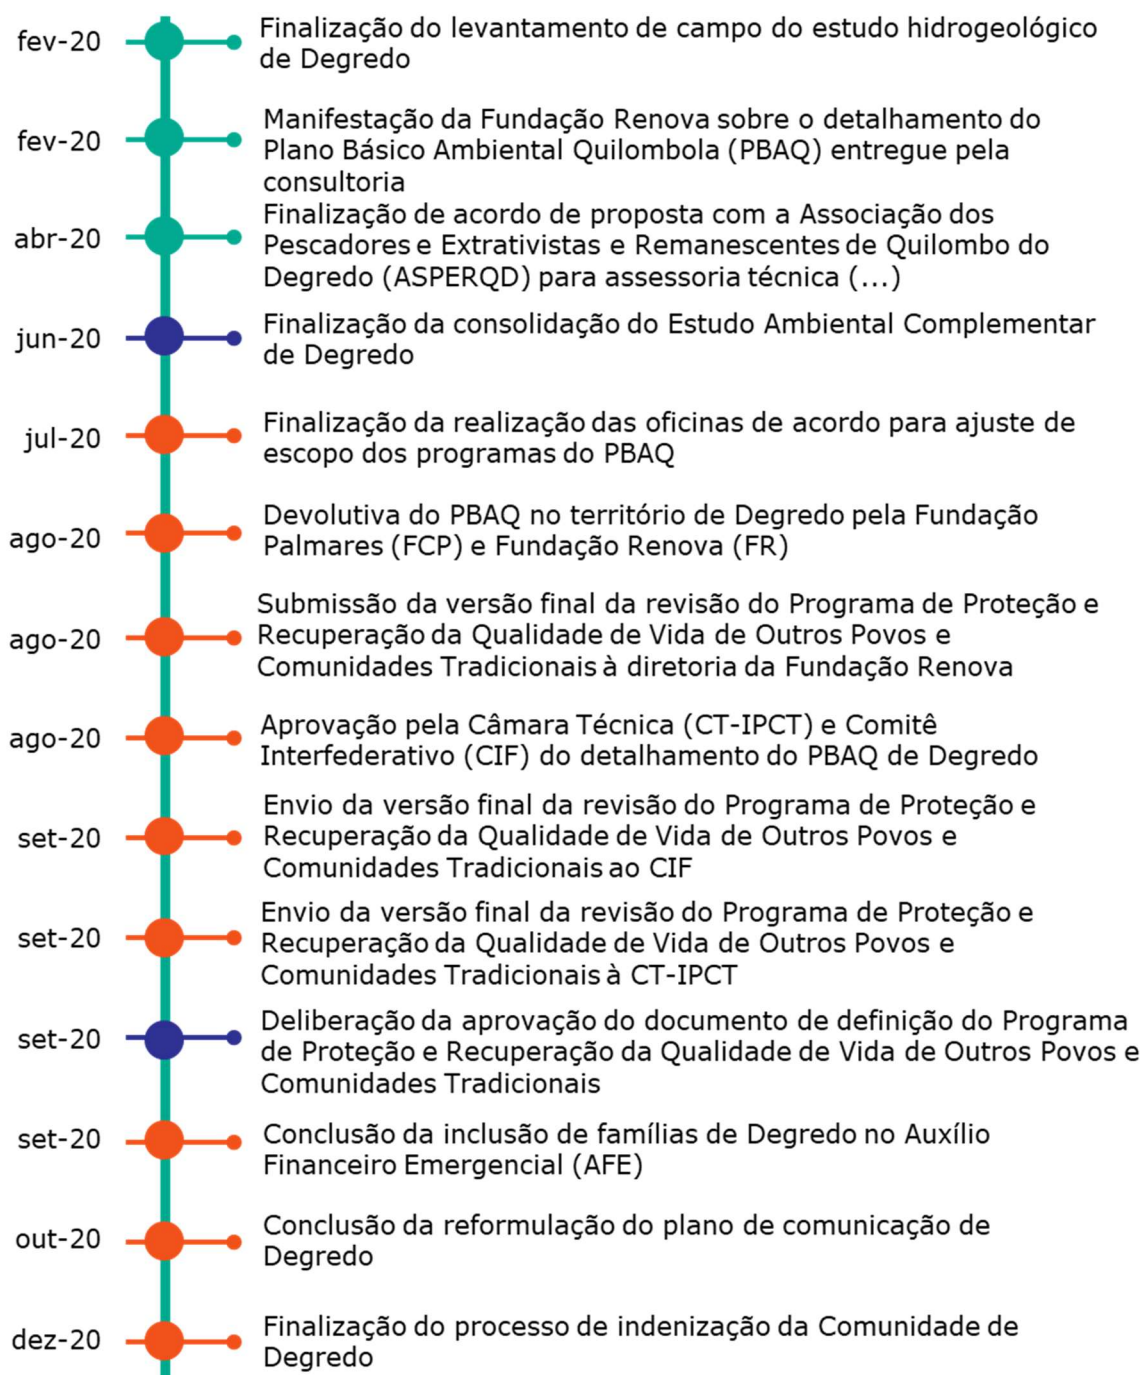 fev-20
Finalização do levantamento de campo do estudo hidrogeológico
de Degredo
fev-20
Manifestação da Fundação Renova sobre o detalhamento do
Plano Básico Ambiental Quilombola (PBAQ) entregue pela
consultoria
abr-20
Finalização de acordo de proposta com a Associação dos
Pescadores e Extrativistas e Remanescentes de Quilombo do
Degredo (ASPERQD) para assessoria técnica (...)
jun-20
Finalização da consolidação do Estudo Ambiental Complementar
de Degredo
jul-20
Finalização da realização das oficinas de acordo para ajuste de
escopo dos programas do PBAQ
ago-20
Devolutiva do PBAQ no território de Degredo pela Fundação
Palmares (FCP) e Fundação Renova (FR)
ago-20
Submissão da versão final da revisão do Programa de Proteção e
Recuperação da Qualidade de Vida de Outros Povos e
Comunidades Tradicionais à diretoria da Fundação Renova
ago-20
Aprovação pela Câmara Técnica (CT-IPCT) e Comitê
Interfederativo (CIF) do detalhamento do PBAQ de Degredo
set-20
Envio da versão final da revisão do Programa de Proteção e
Recuperação da Qualidade de Vida de Outros Povos e
Comunidades Tradicionais ao CIF
set-20
Envio da versão final da revisão do Programa de Proteção e
Recuperação da Qualidade de Vida de Outros Povos e
Comunidades Tradicionais à CT-IPCT
set-20
Deliberação da aprovação do documento de definição do Programa
de Proteção e Recuperação da Qualidade de Vida de Outros Povos e
Comunidades Tradicionais
set-20
Conclusão da inclusão de famílias de Degredo no Auxílio
Financeiro Emergencial (AFE)
out-20
Conclusão da reformulação do plano de comunicação de
Degredo
dez-20
Finalização do processo de indenização da Comunidade de
Degredo